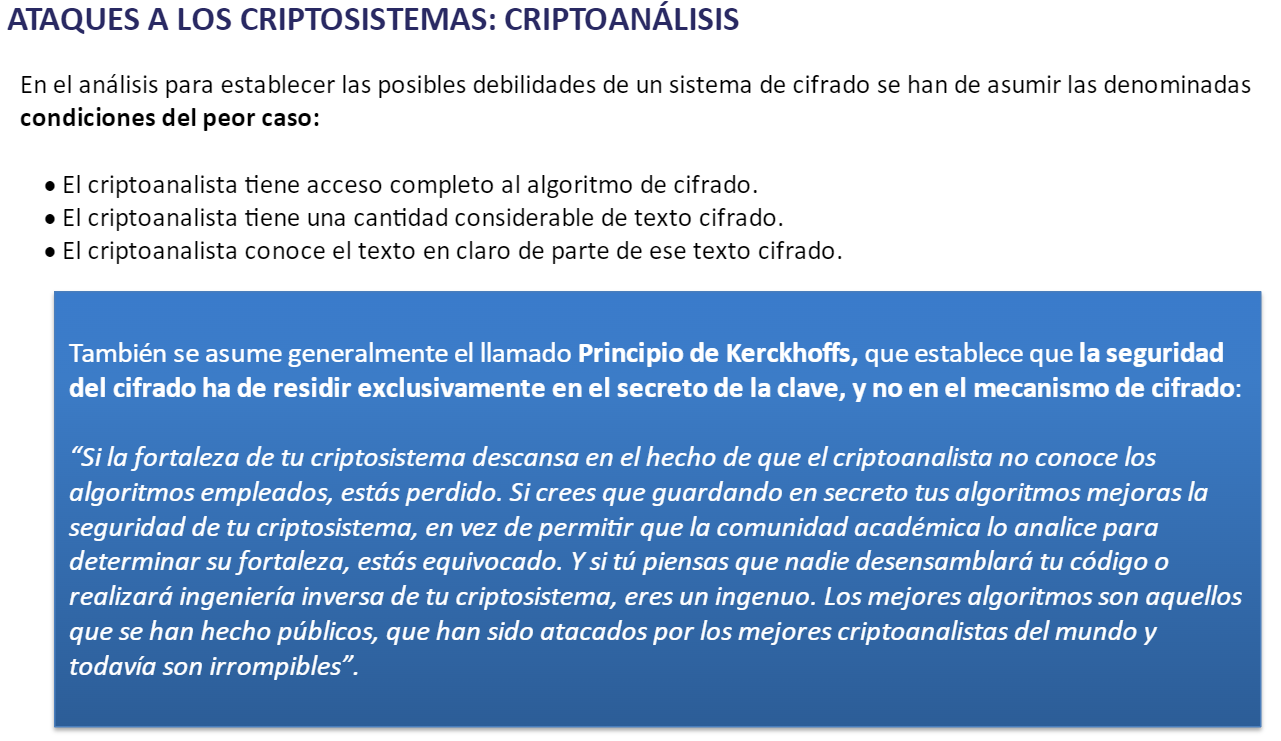 ATAQUES A LOS CRIPTOSISTEMAS: CRIPTOANÁLISIS
En el análisis para establecer las posibles debilidades de un sistema de cifrado se han de asumir las denominadas
condiciones del peor caso:
• El criptoanalista tiene acceso completo al algoritmo de cifrado.
• El criptoanalista tiene una cantidad considerable de texto cifrado.
• El criptoanalista conoce el texto en claro de parte de ese texto cifrado.
También se asume generalmente el llamado Principio de Kerckhoffs, que establece que la seguridad
del cifrado ha de residir exclusivamente en el secreto de la clave, y no en el mecanismo de cifrado:
“Si la fortaleza de tu criptosistema descansa en el hecho de que el criptoanalista no conoce los
algoritmos empleados, estás perdido. Si crees que guardando en secreto tus algoritmos mejoras la
seguridad de tu criptosistema, en vez de permitir que la comunidad académica lo analice para
determinar su fortaleza, estás equivocado. Y si tú piensas que nadie desensamblará tu código o
realizará ingeniería inversa de tu criptosistema, eres un ingenuo. Los mejores algoritmos son aquellos
que se han hecho públicos, que han sido atacados por los mejores criptoanalistas del mundo y
todavía son irrompibles”.